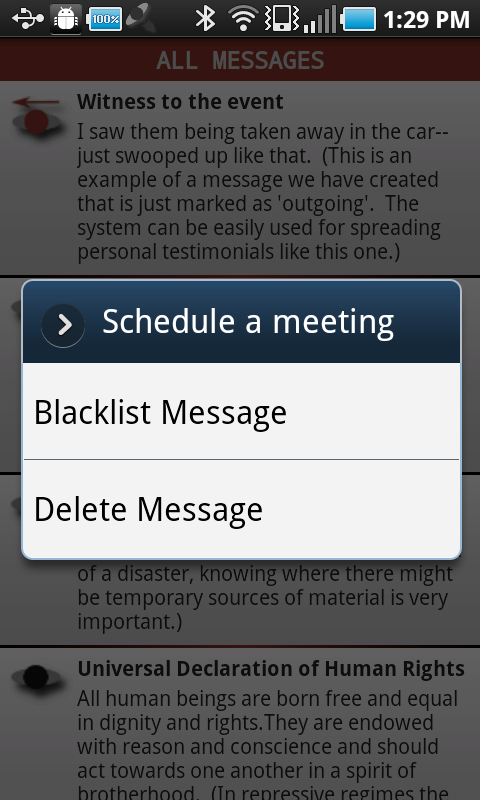 100%
1:29 PM
ALL MESSAGES
Witness to the event
I saw them being taken away in the car--
just swooped up like that.  (This is an
example of a message we have created
that is just marked as 'outgoing'.  The
system can be easily used for spreading
personal testimonials like this one.)
Schedule a meeting
Blacklist Message
Delete Message
of a disaster, knowing where there might
be temporary sources of material is very
important.)
Universal Declaration of Human Rights
All human beings are born free and equal
in dignity and rights.They are endowed
with reason and conscience and should
act towards one another in a spirit of
brotherhood.  (In repressive regimes the